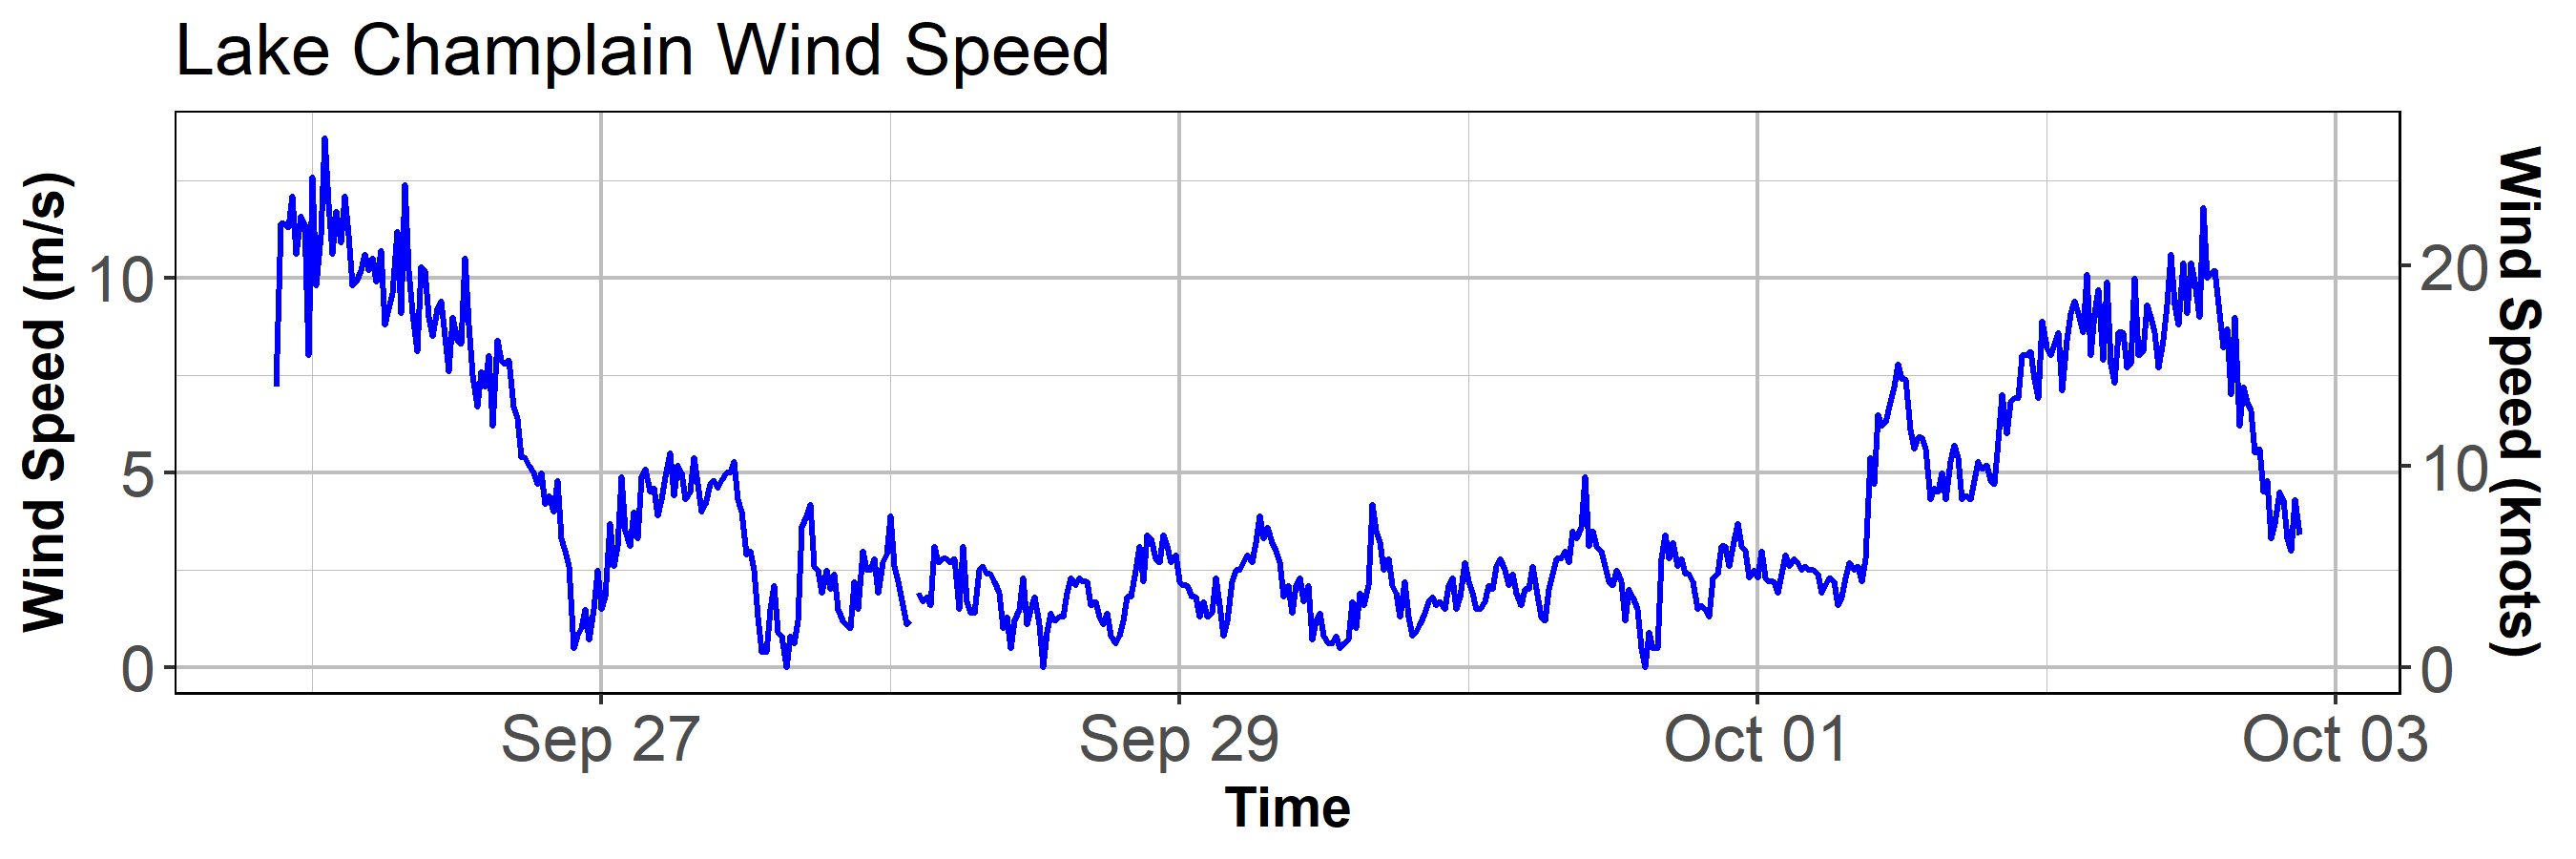 Lake Champlain Wind Speed
Wind Speed (m/s)
10
5
0
20
10
0
Wind Speed (knots)
Sep 27
Sep 29
Oct 01
Oct 03
Time